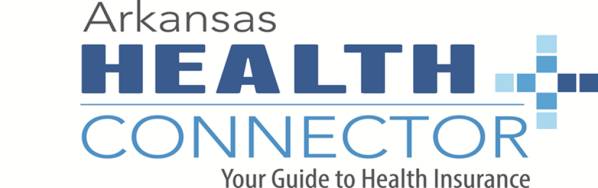 Arkansas
HEALTH
CONNECTOR
Your Guide to Health Insurance